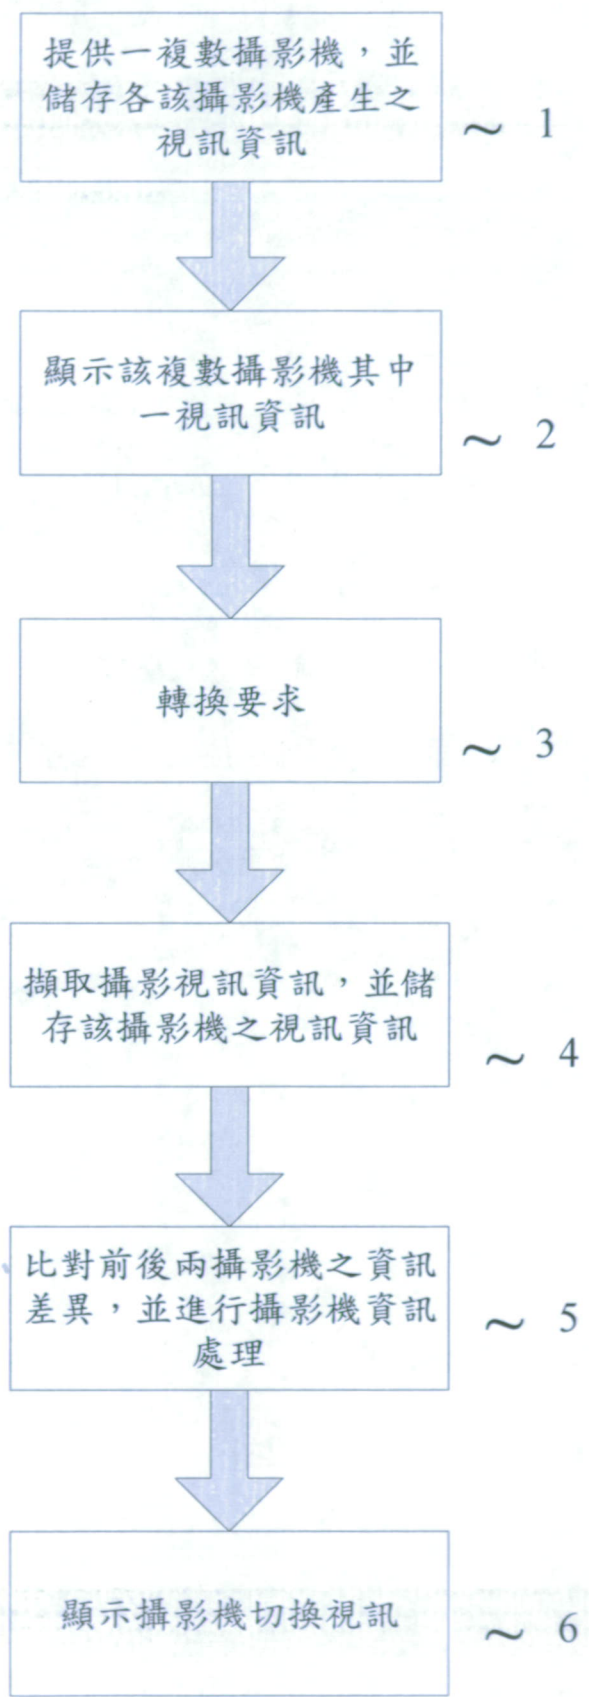 提供一複數攝影機，並
儲存各該攝影機產生之
視訊資訊
~ 1
顯示該複數攝影機其中
一視訊資訊
~ 2
轉換要求
~ 3
擷取攝影視訊資訊，並儲
存該攝影機之視訊資訊
~ 4
比對前後兩攝影機之資訊
差異，並進行攝影機資訊
處理
~ 5
顯示攝影機切換視訊
~ 6